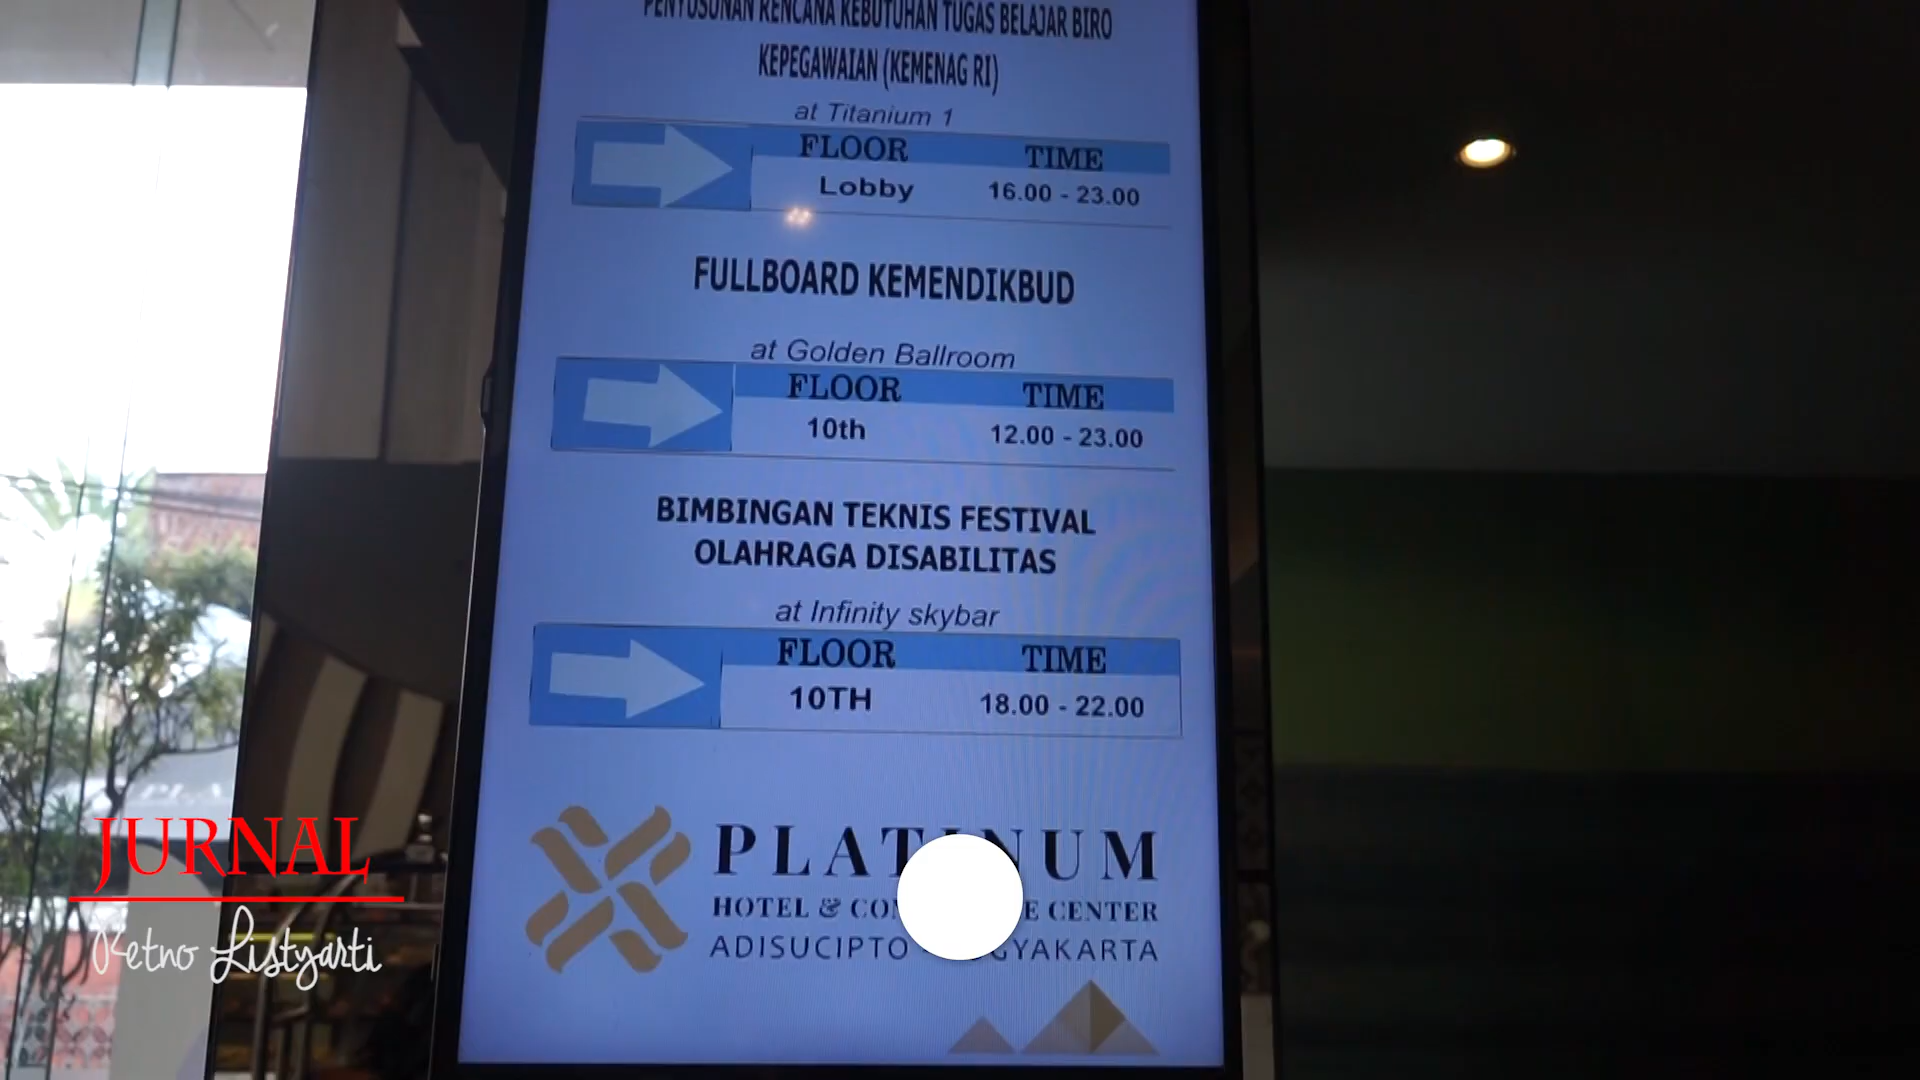 PENYUSUNAN RENCANA KEBUTUHAN TUGAS BELAJAR BIRO
KEPEGAWAIAN (KEMENAG RI)
at Titanium 1
FLOOR TIME
Lobby 16.00 - 23.00
FULLBOARD KEMENDIKBUD
at Golden Ballroom
FLOOR TIME
10th 12.00 - 23.00
BIMBINGAN TEKNIS FESTIVAL
OLAHRAGA DISABILITAS
at Infinity skybar
FLOOR TIME
10TH 18.00 - 22.00
PLATINUM
HOTEL & CENTER
ADISUCIPTO
JURNAL
Retno Listyarti